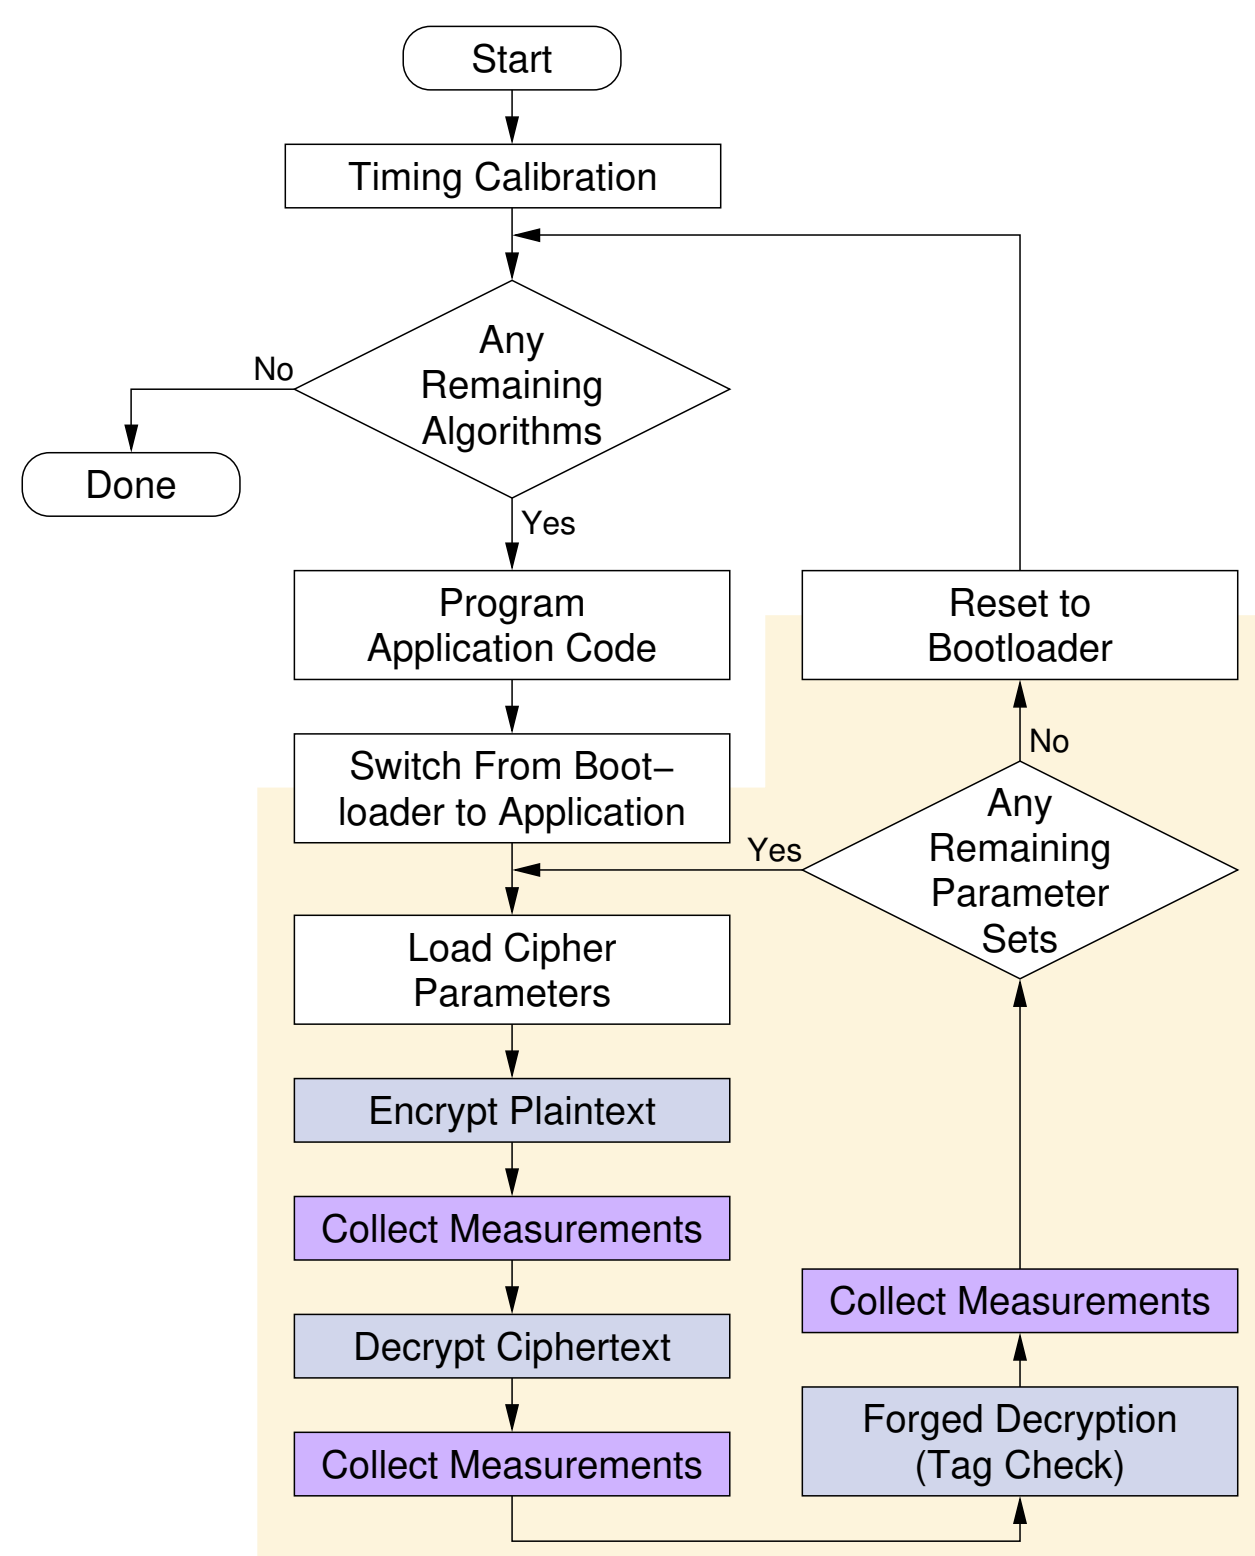 Start
Timing Calibration
Any
Remaining
Algorithms
No
Done
Yes
Program
Application Code
Switch From Boot–
loader to Application
Load Cipher
Parameters
Encrypt Plaintext
Collect Measurements
Decrypt Ciphertext
Collect Measurements
Forged Decryption
(Tag Check)
Collect Measurements
Any
Remaining
Parameter
Sets
Yes
No
Reset to
Bootloader